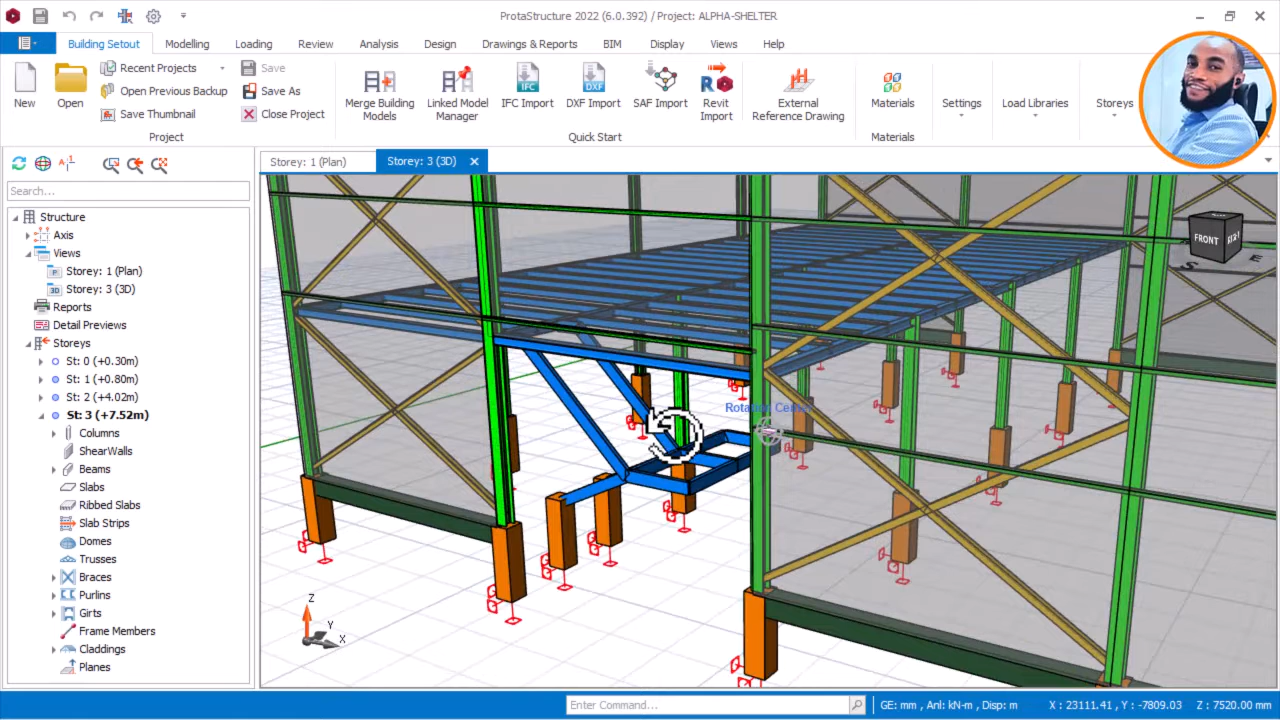 ProtaStructure 2022 (6.0.392) / Project: ALPHA-SHELTER
Building Setout Modelling Loading Review Analysis Design Drawings & Reports BIM Display Views Help
New
Open
Recent Projects
Open Previous Backup
Save Thumbnail
Save
Save As
Close Project
Merge Building Models
Linked Model Manager
IFC Import
DXF Import
SAF Import
Revit Import
External Reference Drawing
Materials
Settings
Load Libraries
Storeys
Project
Quick Start
Materials
Storey: 1 (Plan)
Storey: 3 (3D)
Search...
Structure
Axis
Views
Storey: 1 (Plan)
Storey: 3 (3D)
Reports
Detail Previews
Storeys
St: 0 (+0.30m)
St: 1 (+0.80m)
St: 2 (+4.02m)
St: 3 (+7.52m)
Columns
ShearWalls
Beams
Slabs
Ribbed Slabs
Slab Strips
Domes
Trusses
Braces
Purlins
Girts
Frame Members
Claddings
Planes
FRONT
S
E
Z
Y
X
Enter Command...
GE: mm , Anl: kN-m , Disp: m
X : 23111.41 , Y : -7809.03
Z : 7520.00 mm